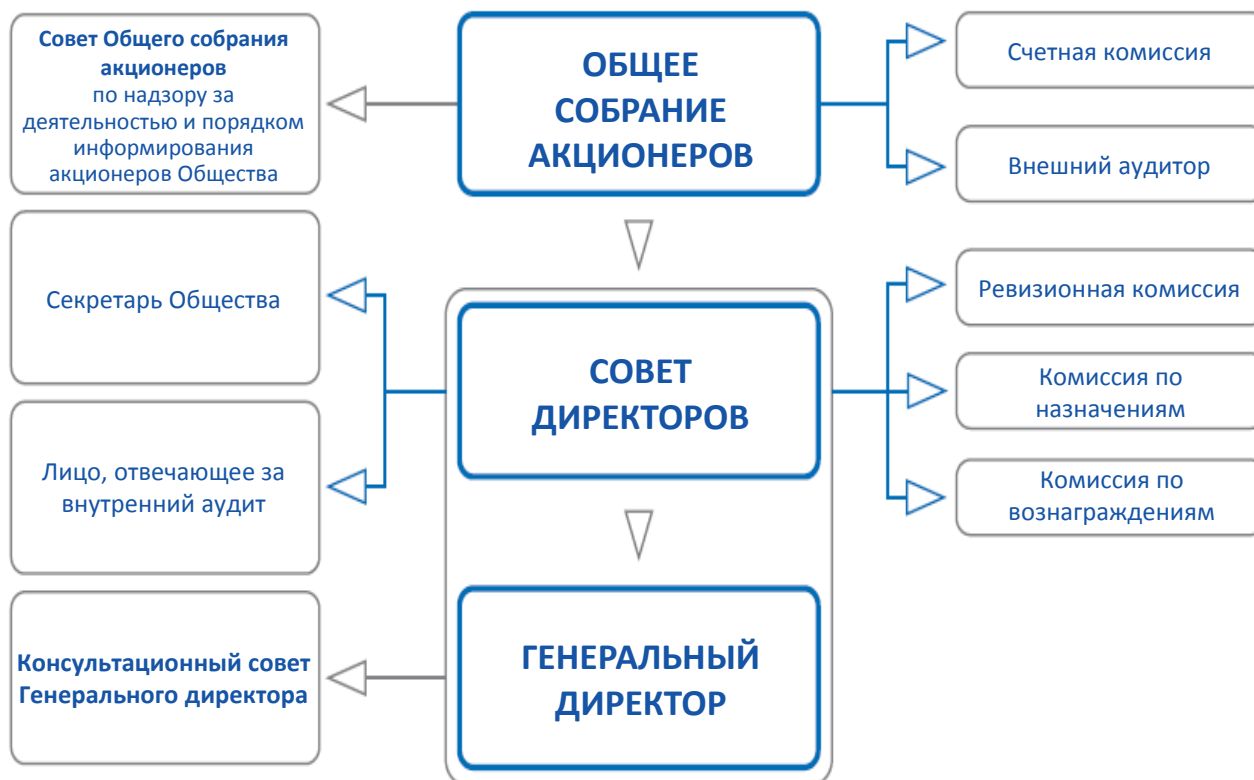 Совет Общего собрания
акционеров
по надзору за
деятельностью и порядком
информирования
акционеров Общества
ОБЩЕЕ
СОБРАНИЕ
АКЦИОНЕРОВ
Счетная комиссия
Внешний аудитор
Секретарь Общества
Лицо, отвечающее за
внутренний аудит
СОВЕТ
ДИРЕКТОРОВ
Ревизионная комиссия
Комиссия по
назначениям
Комиссия по
вознаграждениям
Консультационный совет
Генерального директора
ГЕНЕРАЛЬНЫЙ
ДИРЕКТОР